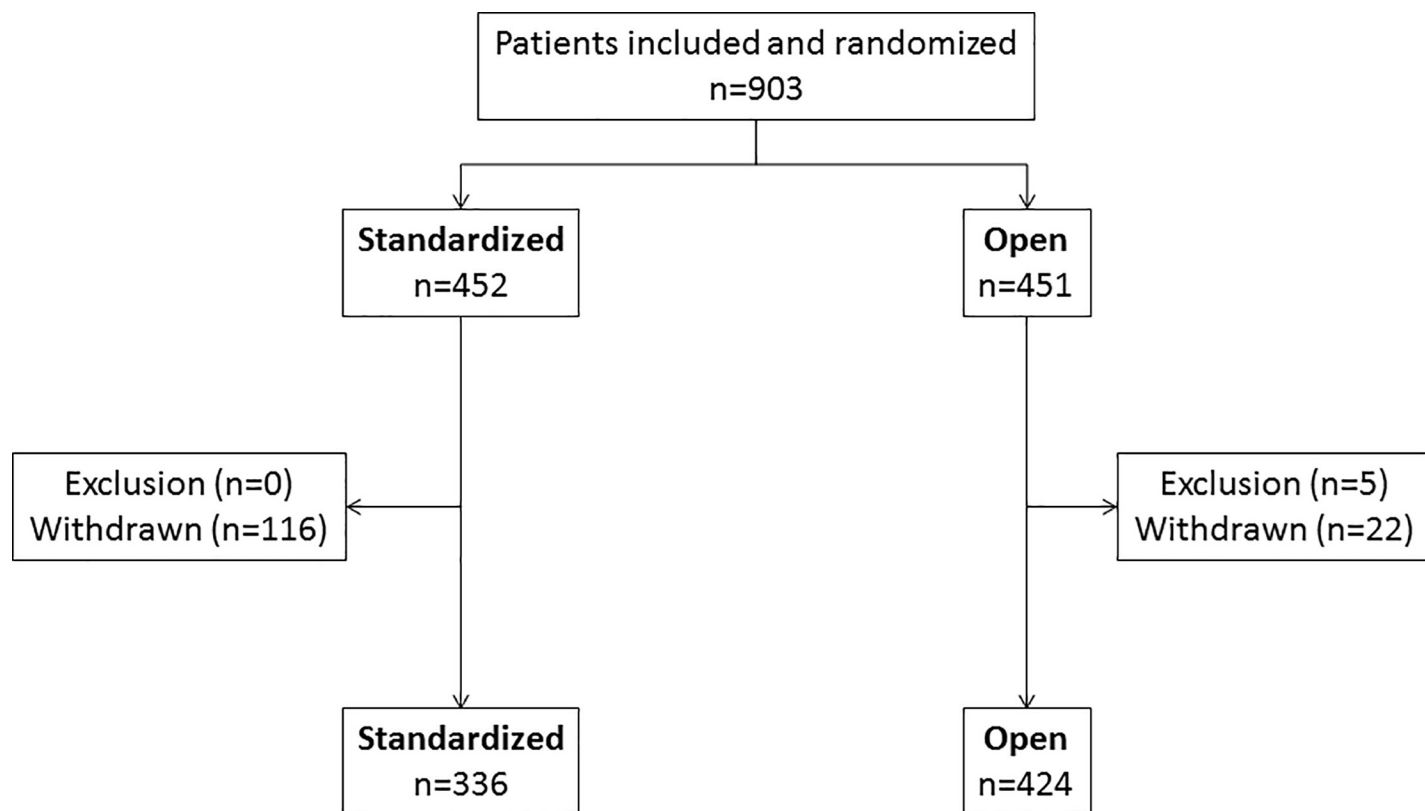 Patients included and randomized
n=903
Standardized
n=452
Open
n=451
Exclusion (n=0)
Withdrawn (n=116)
Exclusion (n=5)
Withdrawn (n=22)
Standardized
n=336
Open
n=424